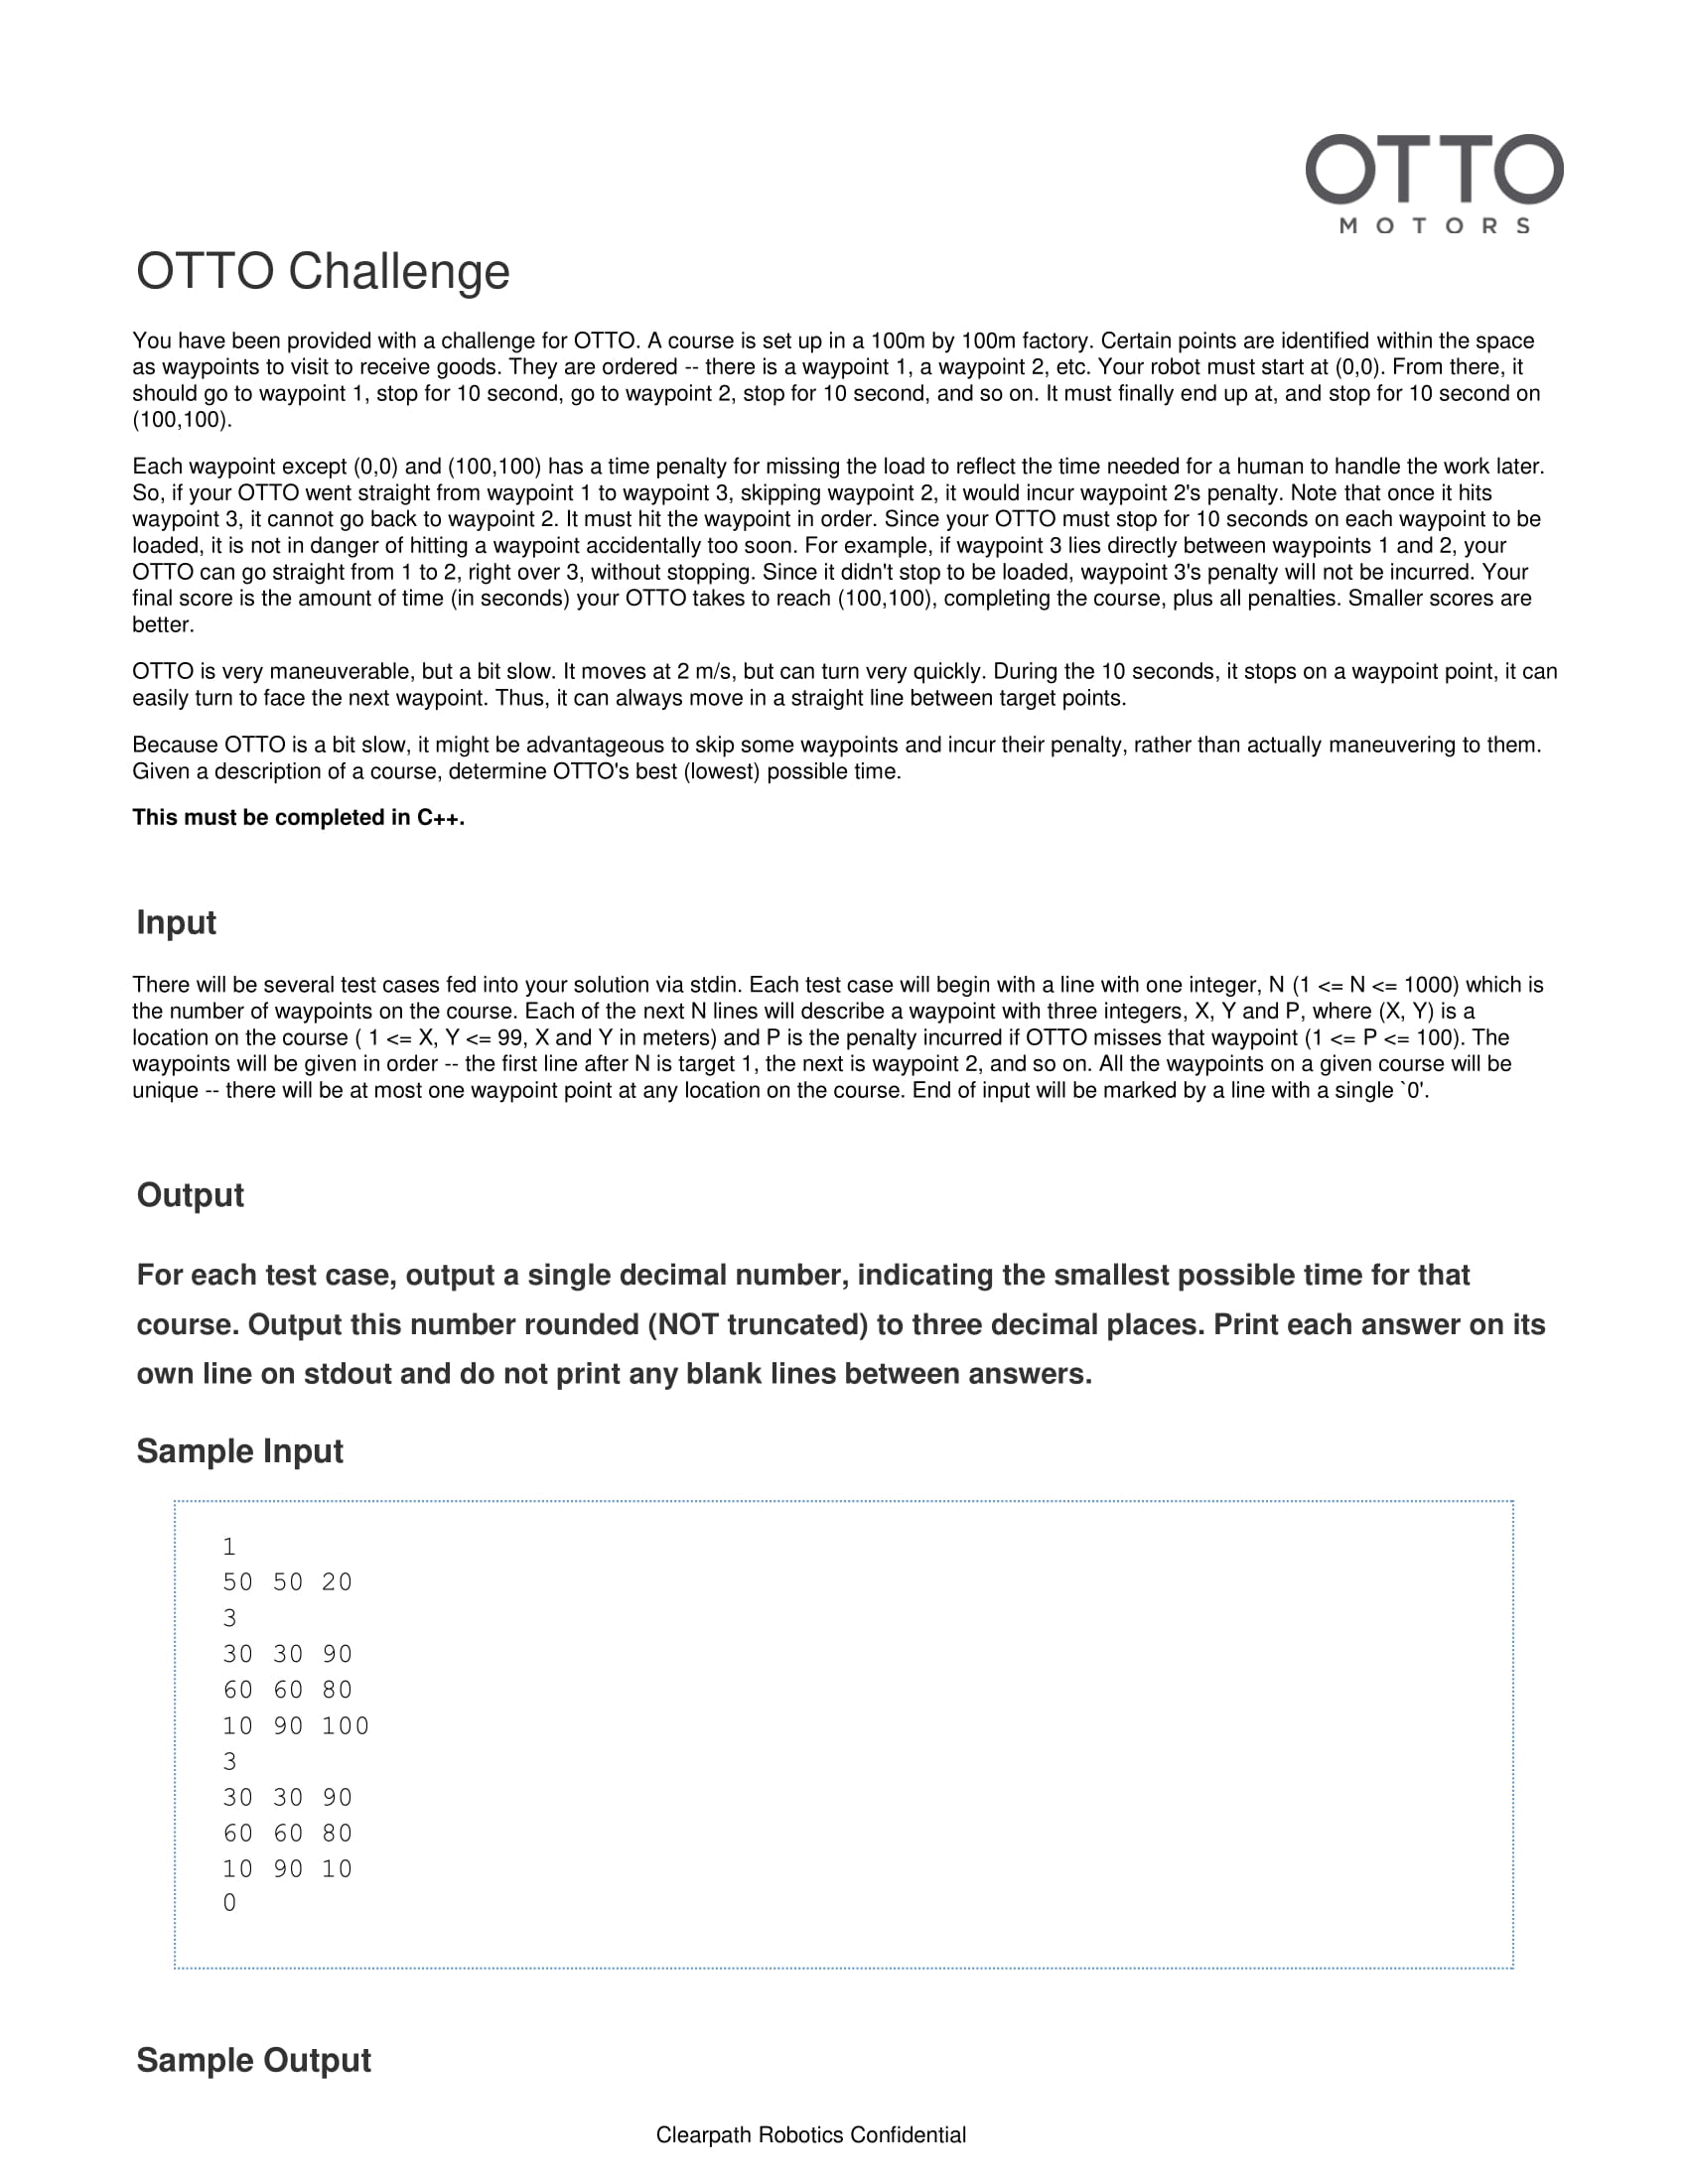 OTTO
MOTORS
OTTO Challenge
You have been provided with a challenge for OTTO. A course is set up in a 100m by 100m factory. Certain points are identified within the space
as waypoints to visit to receive goods. They are ordered -- there is a waypoint 1, a waypoint 2, etc. Your robot must start at (0,0). From there, it
should go to waypoint 1, stop for 10 second, go to waypoint 2, stop for 10 second, and so on. It must finally end up at, and stop for 10 second on
(100,100).
Each waypoint except (0,0) and (100,100) has a time penalty for missing the load to reflect the time needed for a human to handle the work later.
So, if your OTTO went straight from waypoint 1 to waypoint 3, skipping waypoint 2, it would incur waypoint 2's penalty. Note that once it hits
waypoint 3, it cannot go back to waypoint 2. It must hit the waypoint in order. Since your OTTO must stop for 10 seconds on each waypoint to be
loaded, it is not in danger of hitting a waypoint accidentally too soon. For example, if waypoint 3 lies directly between waypoints 1 and 2, your
OTTO can go straight from 1 to 2, right over 3, without stopping. Since it didn't stop to be loaded, waypoint 3's penalty will not be incurred. Your
final score is the amount of time (in seconds) your OTTO takes to reach (100,100), completing the course, plus all penalties. Smaller scores are
better.
OTTO is very maneuverable, but a bit slow. It moves at 2 m/s, but can turn very quickly. During the 10 seconds, it stops on a waypoint point, it can
easily turn to face the next waypoint. Thus, it can always move in a straight line between target points.
Because OTTO is a bit slow, it might be advantageous to skip some waypoints and incur their penalty, rather than actually maneuvering to them.
Given a description of a course, determine OTTO's best (lowest) possible time.
This must be completed in C++.
Input
There will be several test cases fed into your solution via stdin. Each test case will begin with a line with one integer, N (1 <= N <= 1000) which is
the number of waypoints on the course. Each of the next N lines will describe a waypoint with three integers, X, Y and P, where (X, Y) is a
location on the course ( 1 <= X, Y <= 99, X and Y in meters) and P is the penalty incurred if OTTO misses that waypoint (1 <= P <= 100). The
waypoints will be given in order -- the first line after N is target 1, the next is waypoint 2, and so on. All the waypoints on a given course will be
unique -- there will be at most one waypoint point at any location on the course. End of input will be marked by a line with a single `0'.
Output
For each test case, output a single decimal number, indicating the smallest possible time for that
course. Output this number rounded (NOT truncated) to three decimal places. Print each answer on its
own line on stdout and do not print any blank lines between answers.
Sample Input
1
50 50 20
3
30 30 90
60 60 80
10 90 100
3
30 30 90
60 60 80
10 90 10
0
Sample Output
Clearpath Robotics Confidential